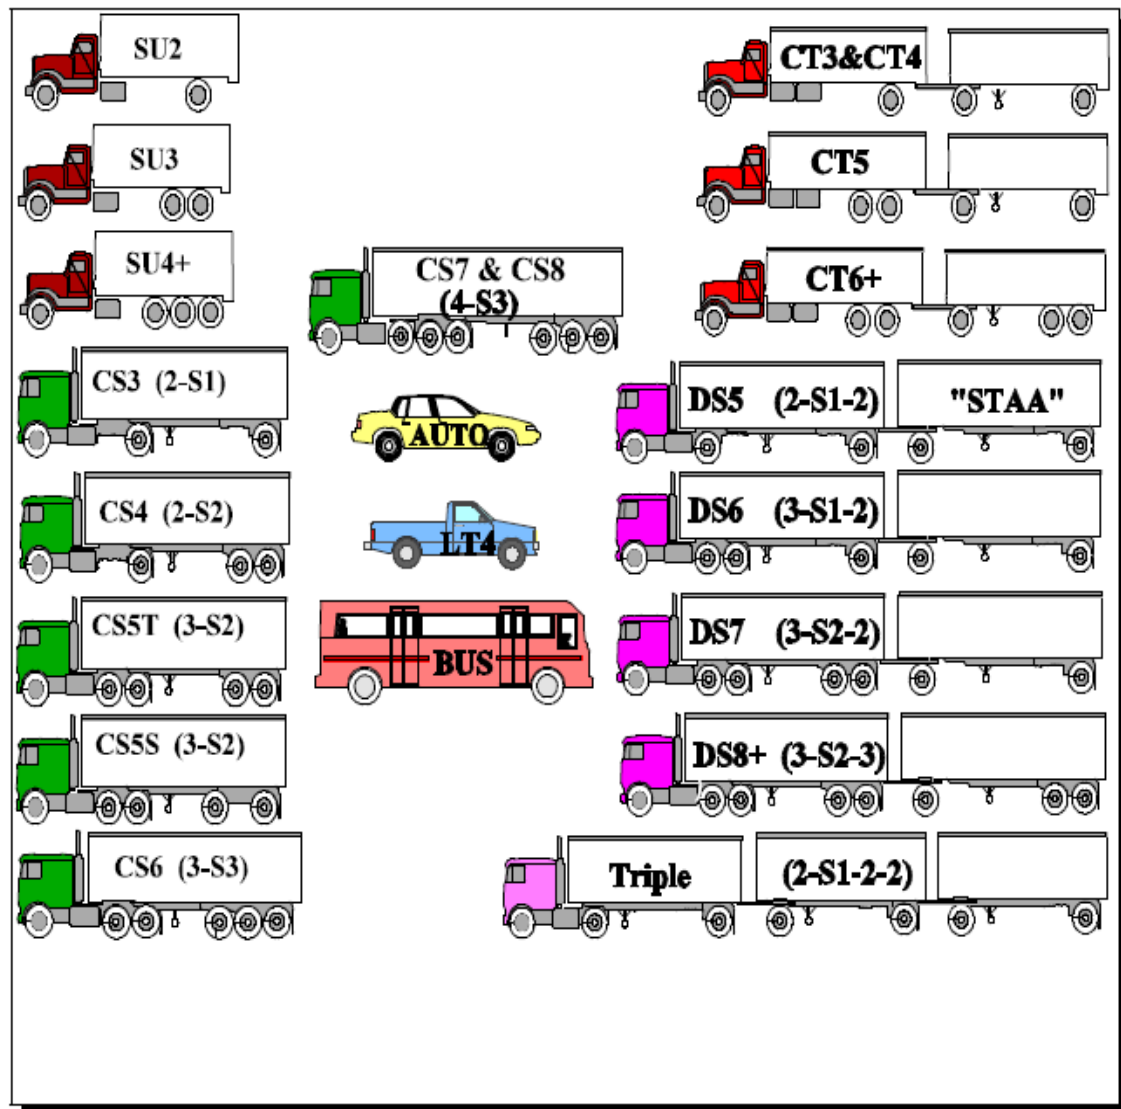 SU2
SU3
SU4+
CS3 (2-S1)
CS4 (2-S2)
CS5T (3-S2)
CS5S (3-S2)
CS6 (3-S3)
CS7 & CS8
(4-S3)
AUTO
LT4
BUS
CT3&CT4
CT5
CT6+
DS5 (2-S1-2) "STAA"
DS6 (3-S1-2)
DS7 (3-S2-2)
DS8+ (3-S2-3)
Triple (2-S1-2-2)